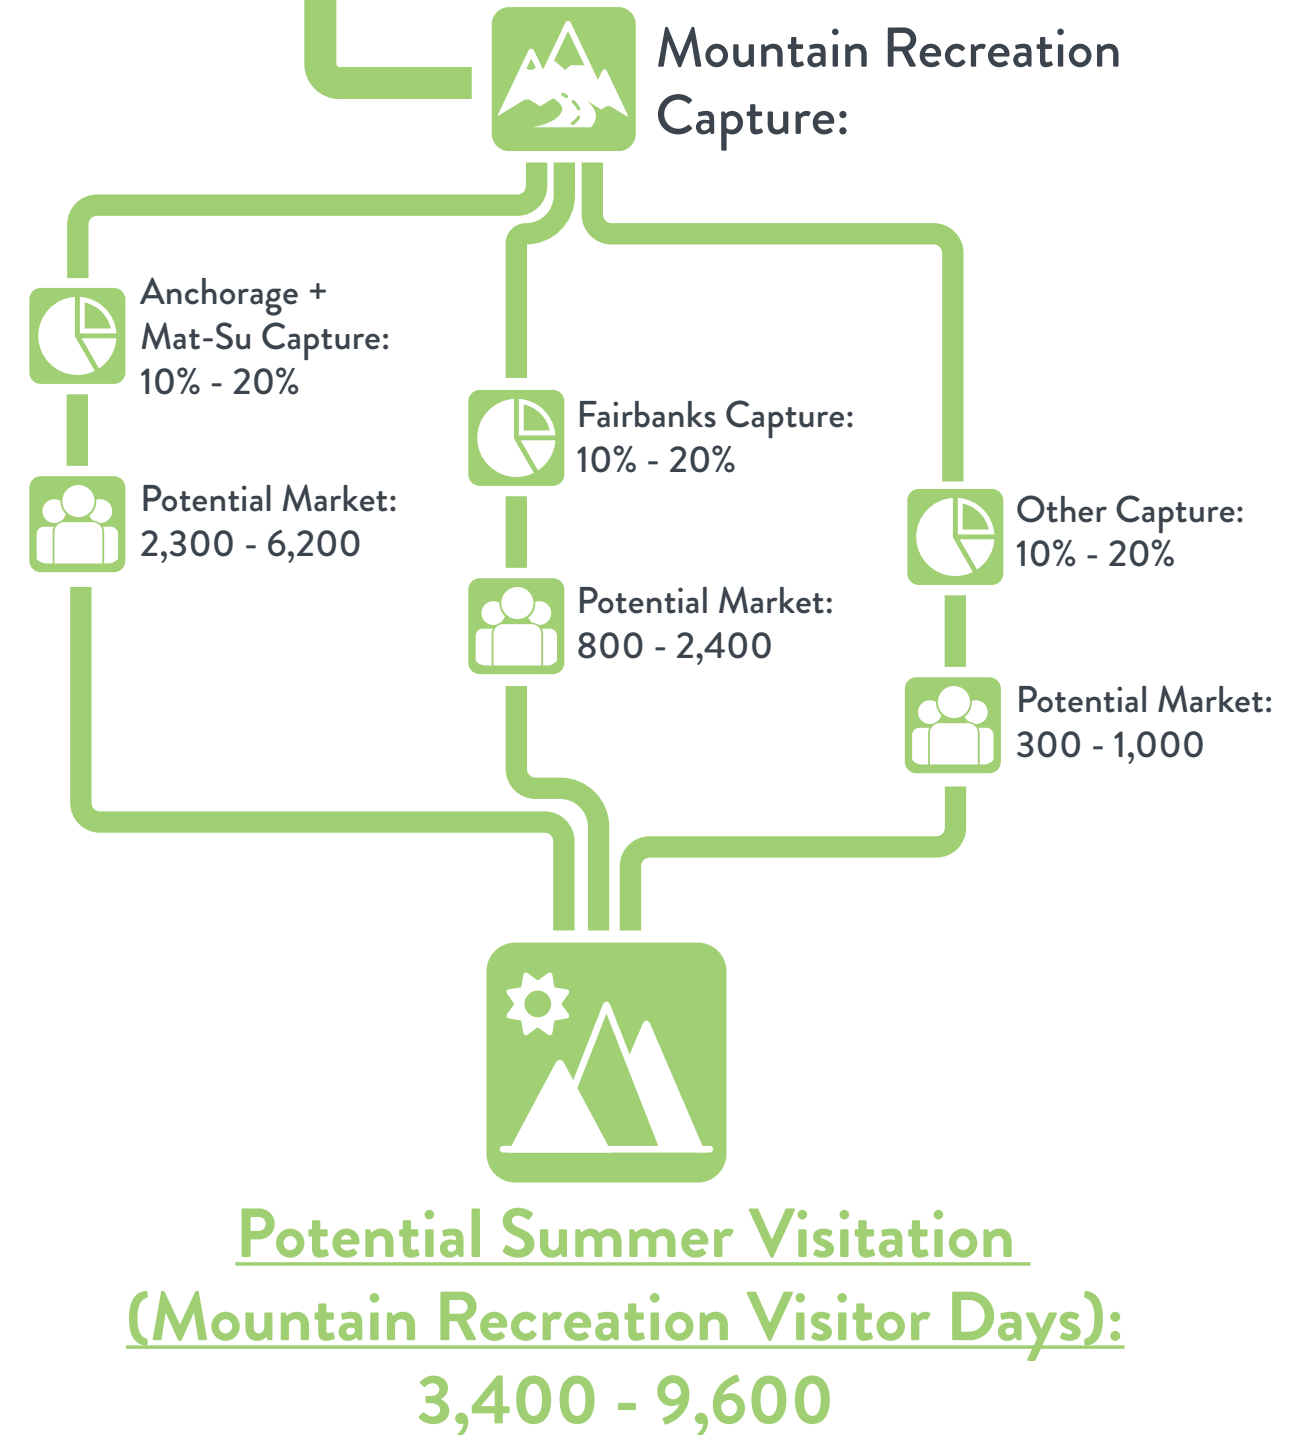 Mountain Recreation
Capture:
Anchorage +
Mat-Su Capture:
10% - 20%
Potential Market:
2,300 - 6,200
Fairbanks Capture:
10% - 20%
Potential Market:
800 - 2,400
Other Capture:
10% - 20%
Potential Market:
300 - 1,000
Potential Summer Visitation
(Mountain Recreation Visitor Days):
3,400 - 9,600